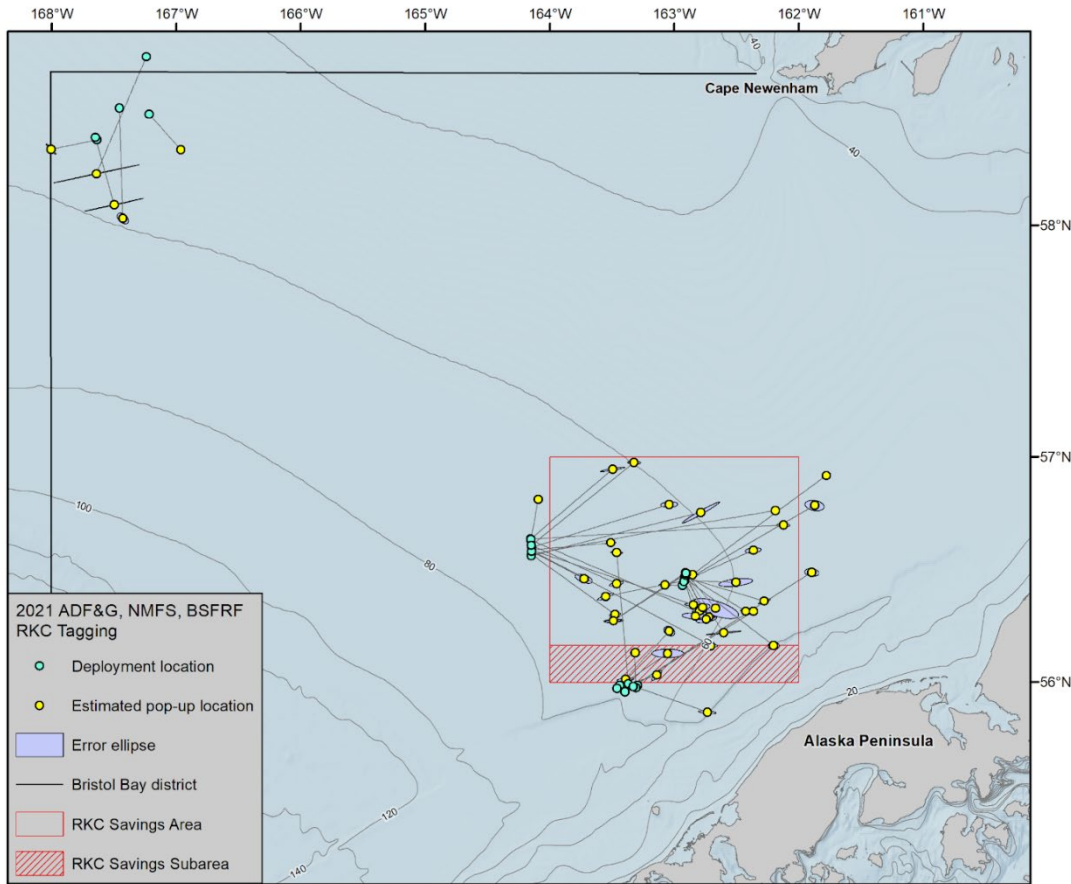 168°W 167°W 166°W 165°W 164°W 163°W 162°W 161°W
40
Cape Newenham
40
58°N
57°N
100
80
60
56°N
20
Alaska Peninsula
120
140
2021 ADF&G, NMFS, BSFRF
RKC Tagging
Deployment location
Estimated pop-up location
Error ellipse
Bristol Bay district
RKC Savings Area
RKC Savings Subarea